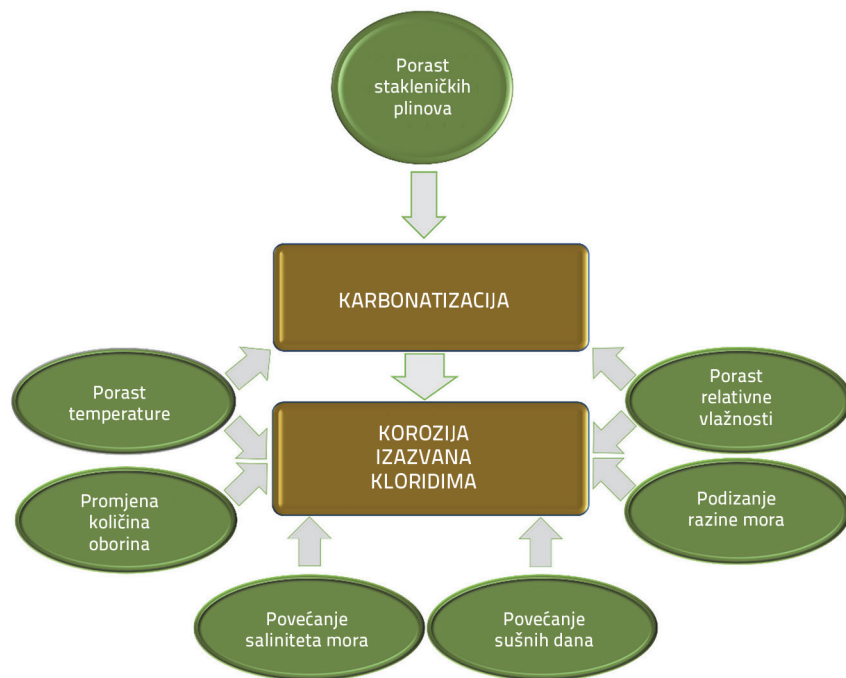 Porast
stakleničkih
plinova
KARBONATIZACIJA
Porast
temperature
Porast
relativne
vlažnosti
KOROZIJA
IZAZVANA
KLORIDIMA
Promjena
količina
oborina
Podizanje
razine mora
Povećanje
saliniteta mora
Povećanje
sušnih dana